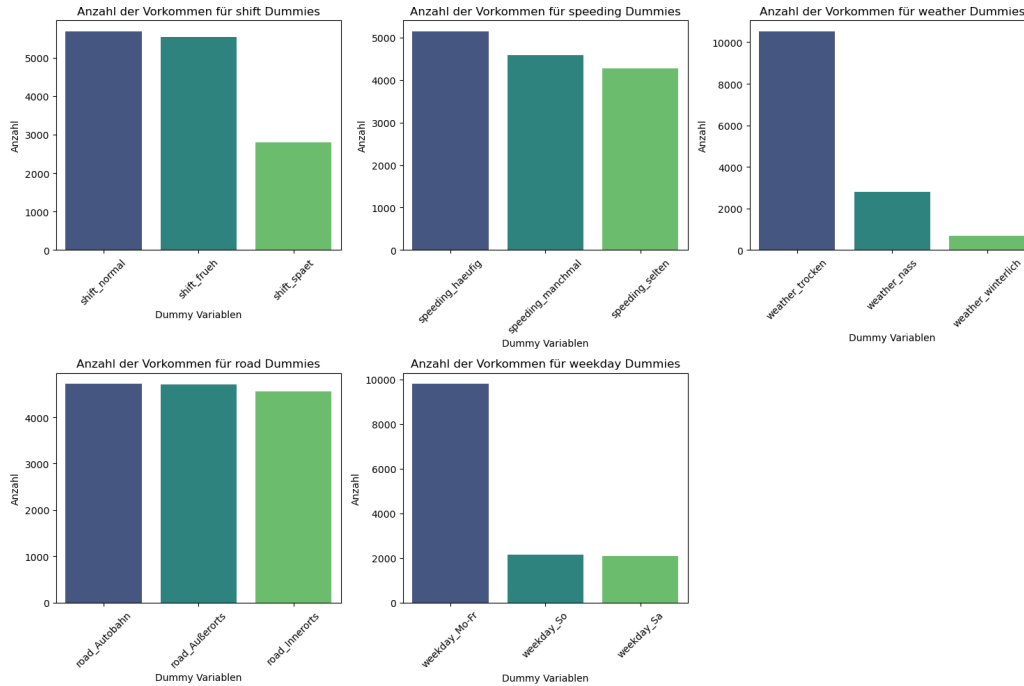 Anzahl der Vorkommen für shift Dummies
Anzahl
5000
4000
3000
2000
1000
0
shift_normal
shift_frueh
shift_spaet
Dummy Variablen
Anzahl der Vorkommen für speeding Dummies
Anzahl
5000
4000
3000
2000
1000
0
speeding_haeufig
speeding_manchmal
speeding_selten
Dummy Variablen
Anzahl der Vorkommen für weather Dummies
Anzahl
10000
8000
6000
4000
2000
0
weather_trocken
weather_nass
weather_winterlich
Dummy Variablen
Anzahl der Vorkommen für road Dummies
Anzahl
4000
3000
2000
1000
0
road_Autobahn
road_Außerorts
road_Innerorts
Dummy Variablen
Anzahl der Vorkommen für weekday Dummies
Anzahl
10000
8000
6000
4000
2000
0
weekday_Mo-Fr
weekday_So
weekday_Sa
Dummy Variablen